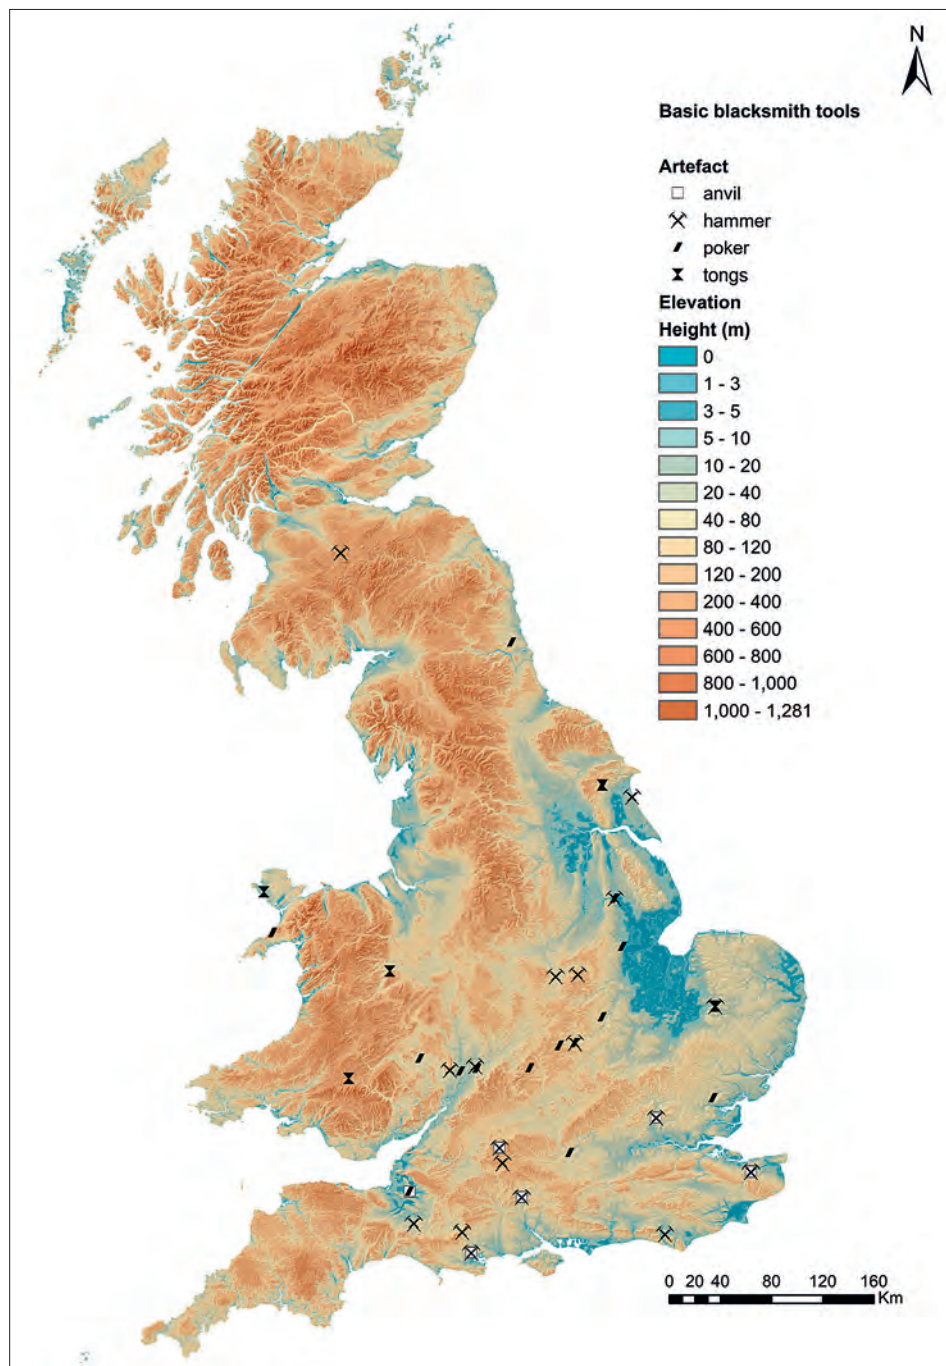 N
Basic blacksmith tools
Artefact
anvil
hammer
poker
tongs
Elevation
Height (m)
0
1 - 3
3 - 5
5 - 10
10 - 20
20 - 40
40 - 80
80 - 120
120 - 200
200 - 400
400 - 600
600 - 800
800 - 1,000
1,000 - 1,281
0 20 40 80 120 160
Km